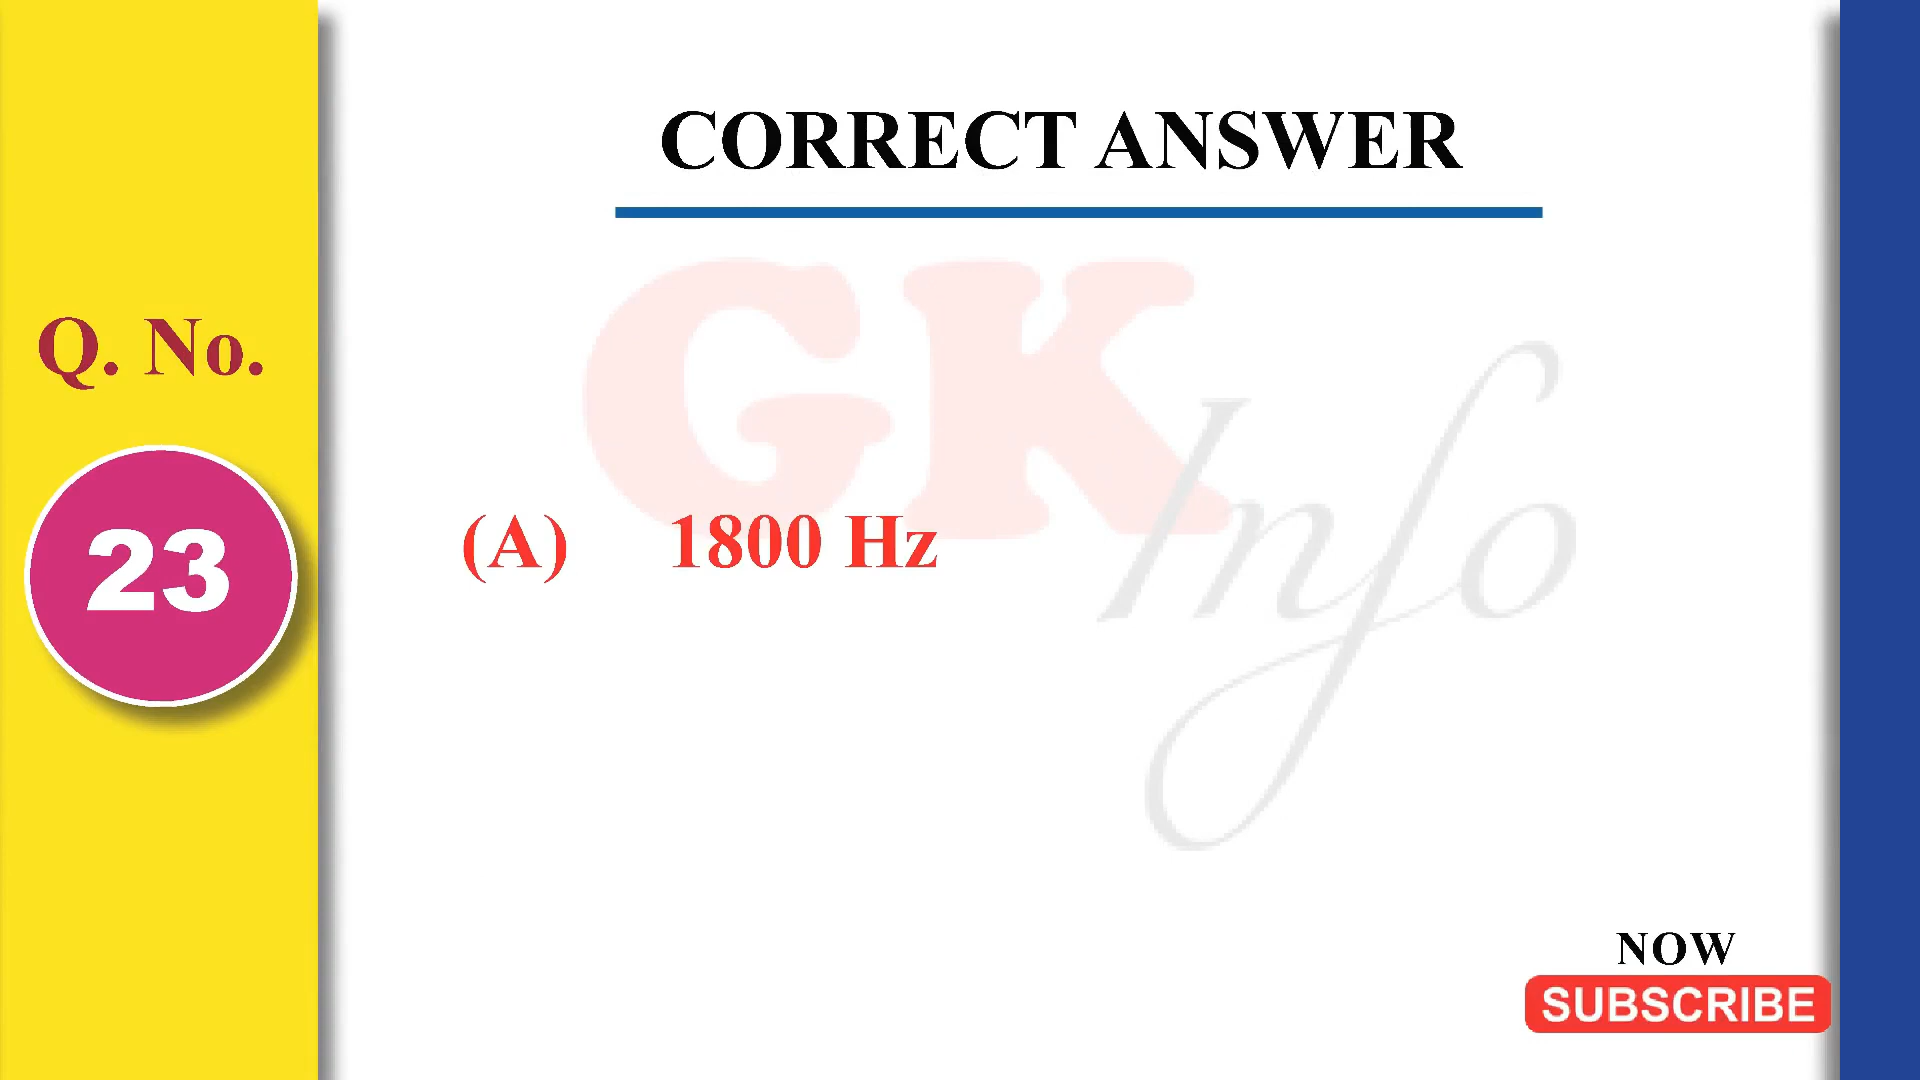 CORRECT ANSWER
GK
Info
Q. No.
23
(A) 1800 Hz
NOW
SUBSCRIBE